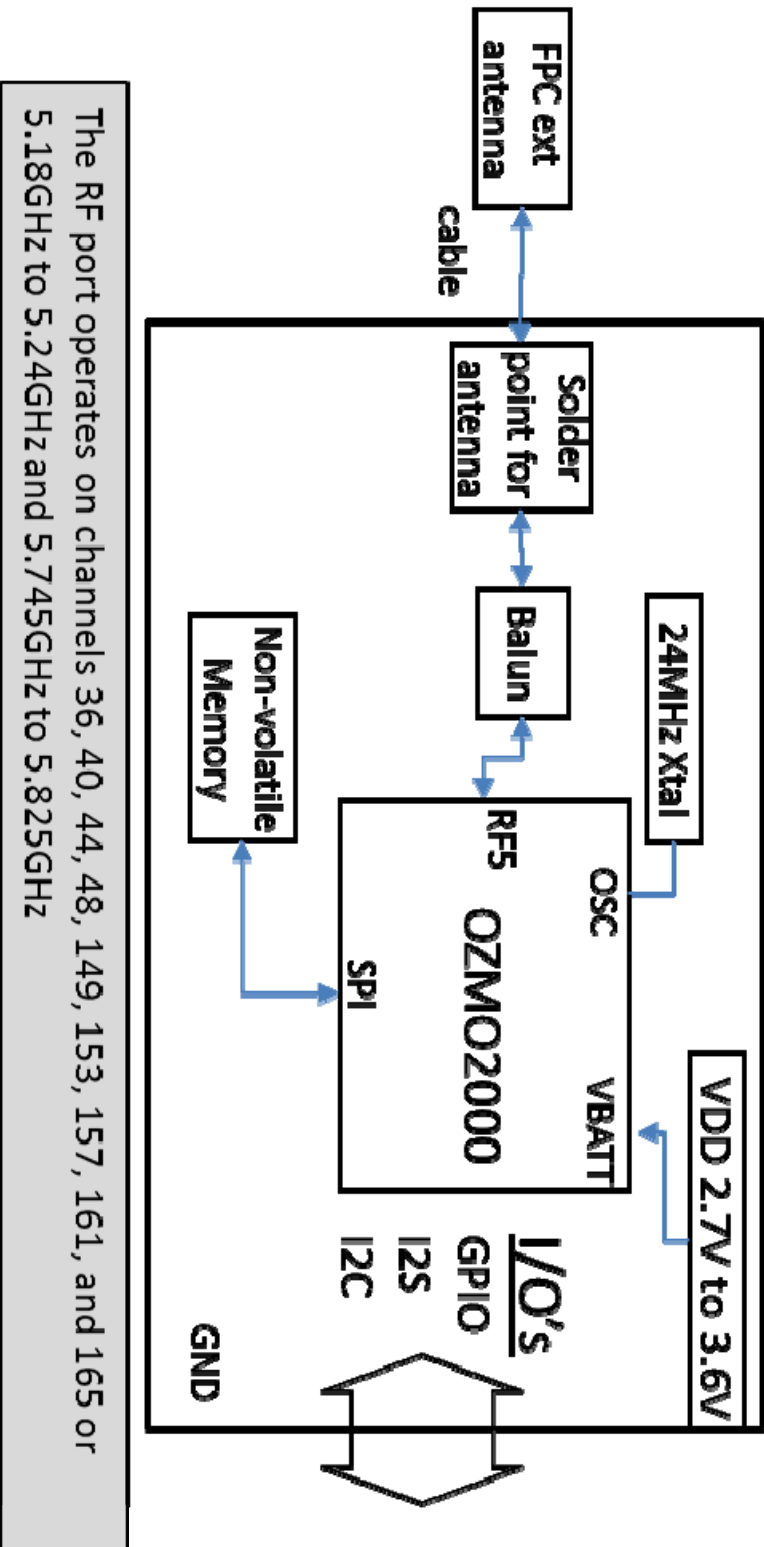 VDD 2.7V to 3.6V
24MHz Xtal
FPC ext
antenna
cable
Solder
point for
antenna
Balun
OSC
VBATT
RF5
OZMO2000
SPI
Non-volatile
Memory
I/O's
GPIO
I2S
I2C
GND
The RF port operates on channels 36, 40, 44, 48, 149, 153, 157, 161, and 165 or
5.18GHz to 5.24GHz and 5.745GHz to 5.825GHz